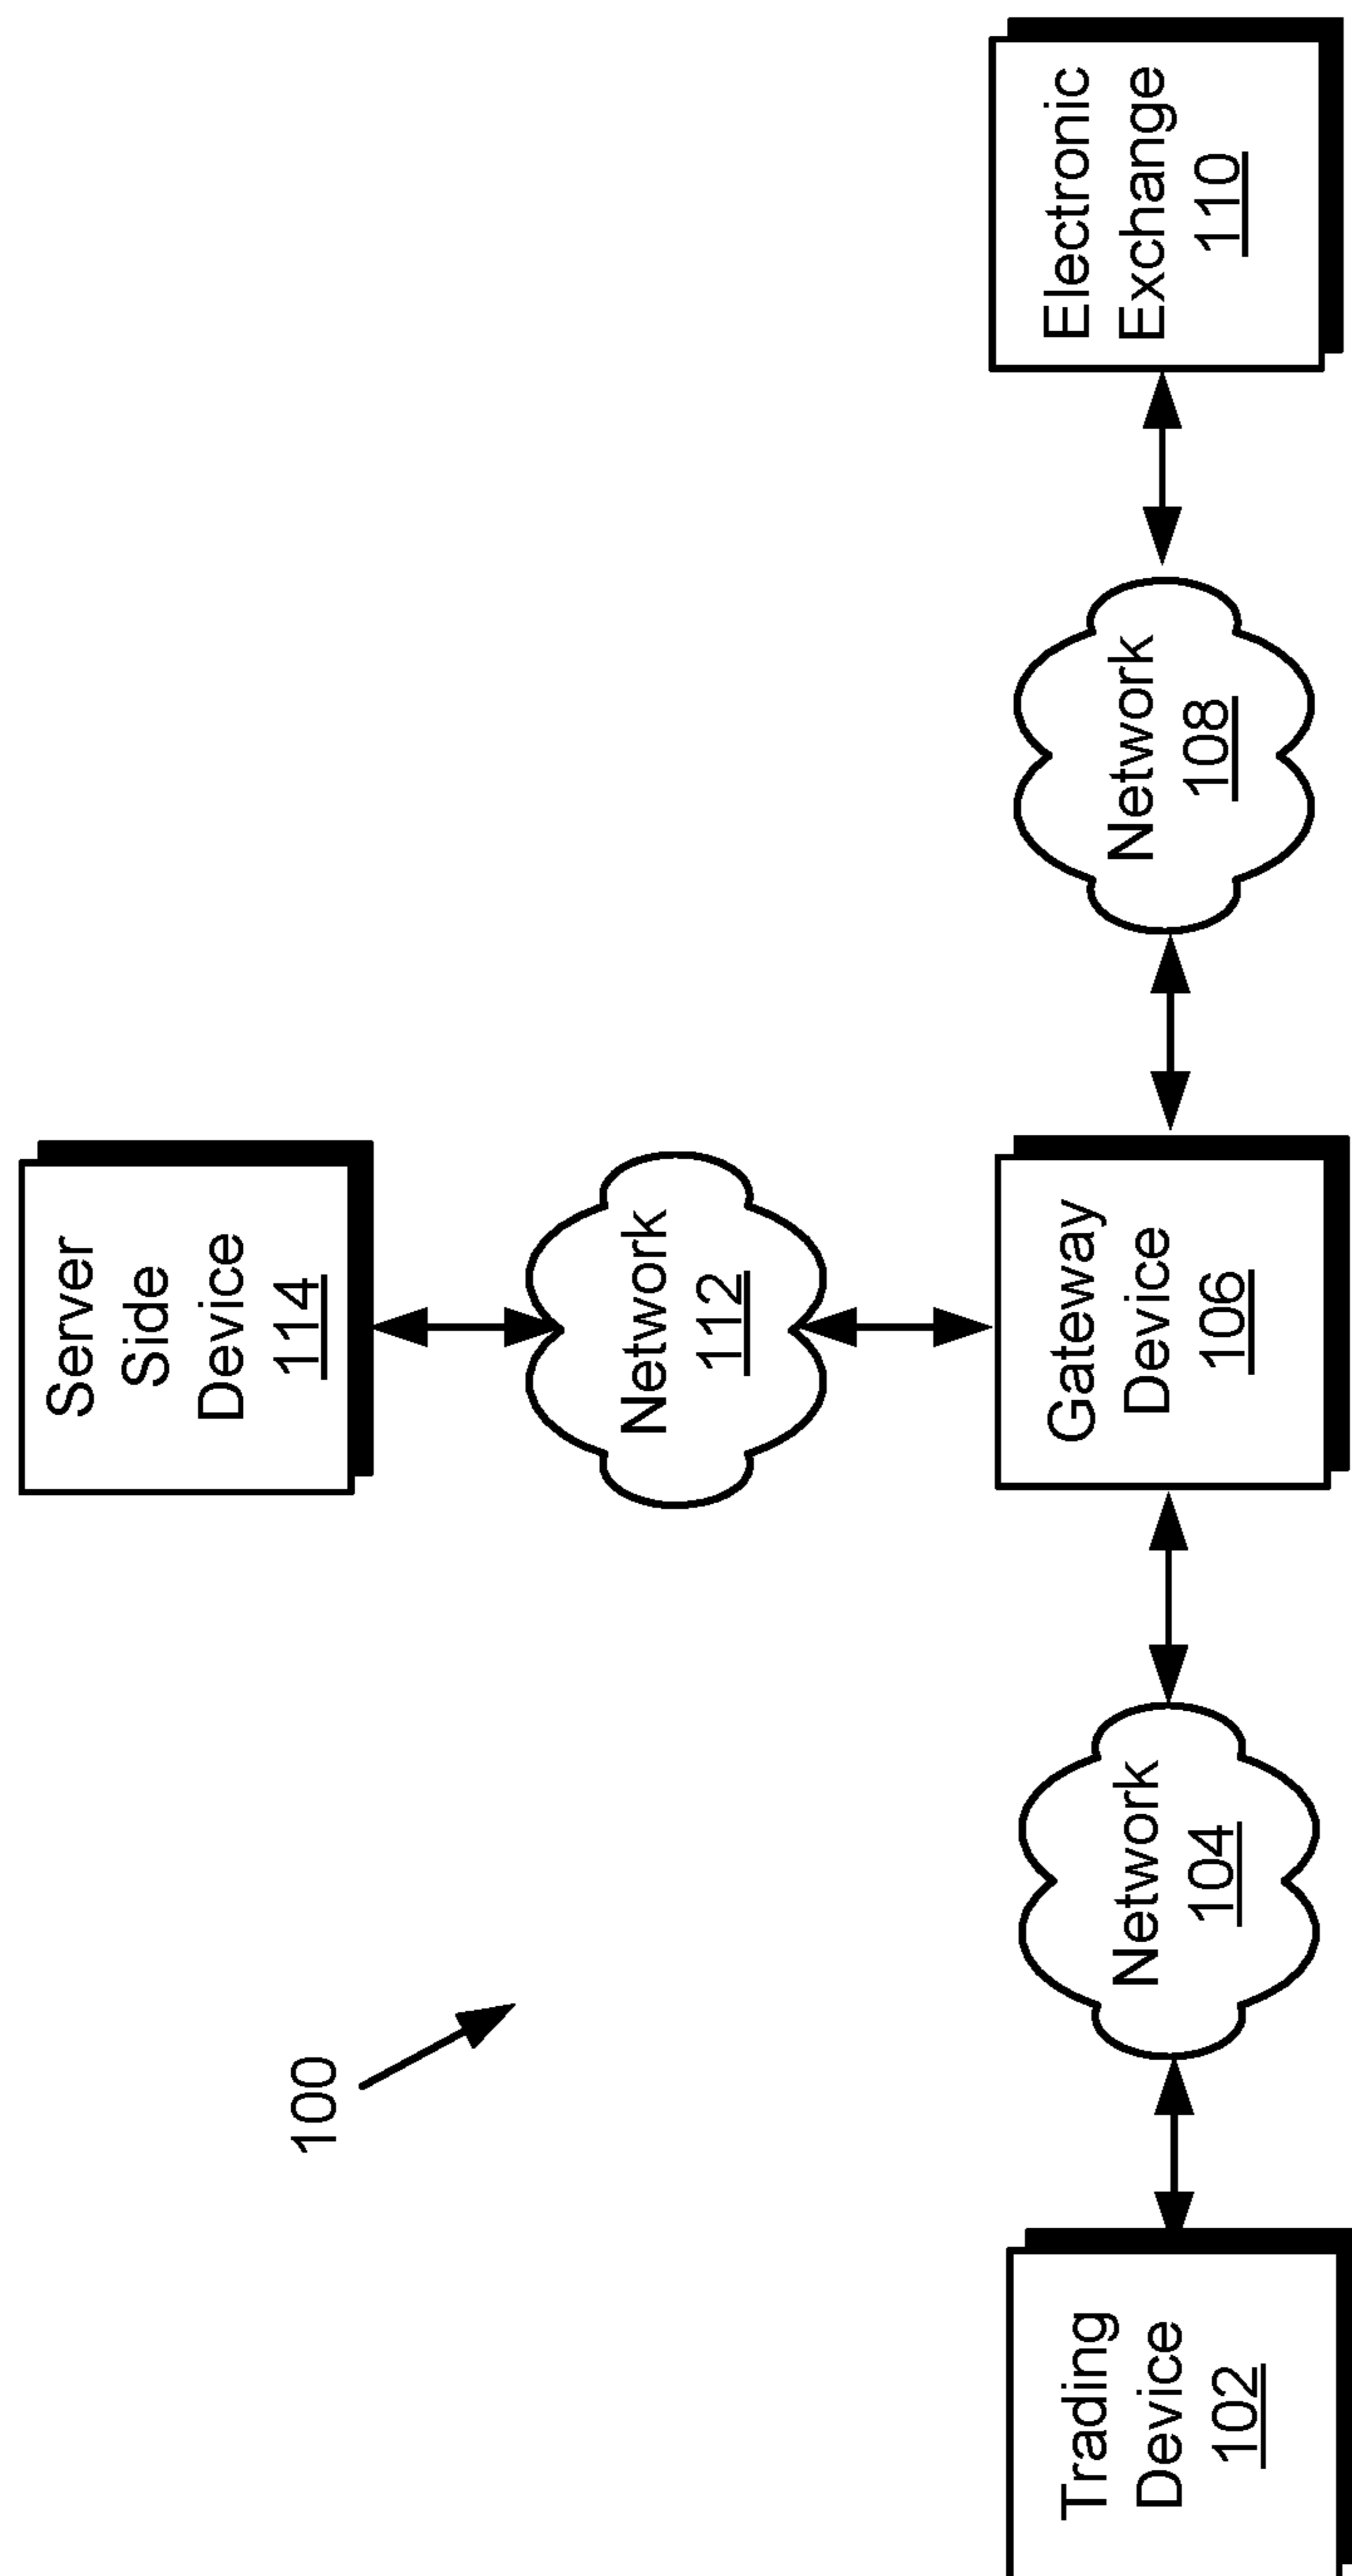 100
Server
Side
Device
114
Network
112
Trading
Device
102
Network
104
Gateway
Device
106
Network
108
Electronic
Exchange
110